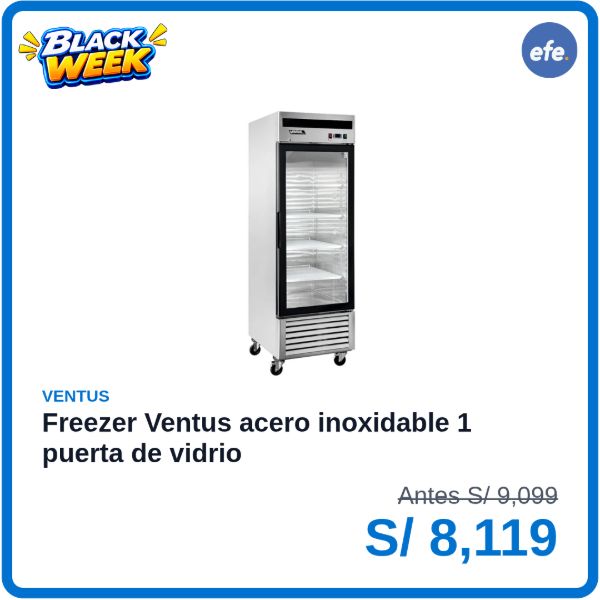 BLACK
WEEK
efe.
VENTUS
Freezer Ventus acero inoxidable 1
puerta de vidrio
Antes S/ 9,099
S/ 8,119